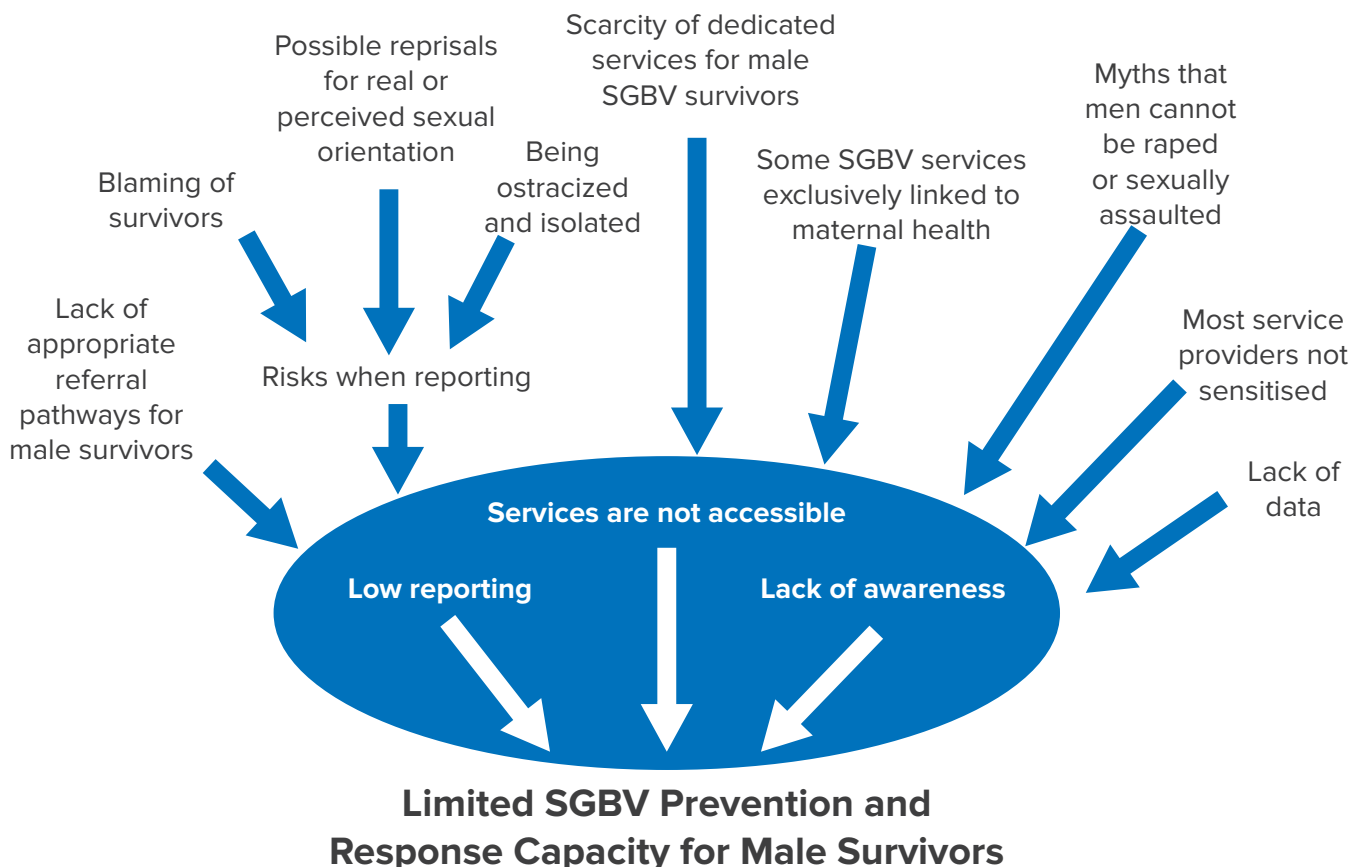 Possible reprisals
for real or
perceived sexual
orientation
Scarcity of dedicated
services for male
SGBV survivors
Myths that
men cannot
be raped
or sexually
assaulted
Blaming of
survivors
Being
ostracized
and isolated
Some SGBV services
exclusively linked to
maternal health
Lack of
appropriate
referral
pathways for
male survivors
Risks when reporting
Most service
providers not
sensitised
Lack of
data
Services are not accessible
Low reporting
Lack of awareness
Limited SGBV Prevention and
Response Capacity for Male Survivors